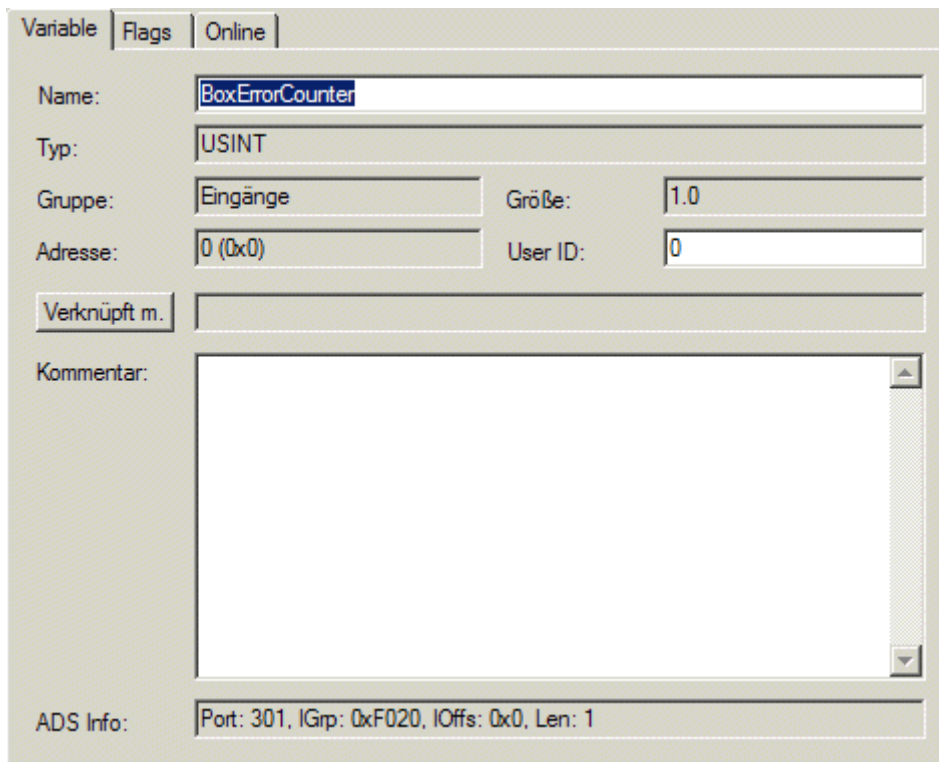 Variable Flags Online
Name: BoxErrorCounter
Typ: USINT
Gruppe: Eingänge Größe: 1.0
Adresse: 0 (0x0) User ID: 0
Verknüpft m.
Kommentar:
ADS Info: Port: 301, IGrp: 0xF020, IOffs: 0x0, Len: 1